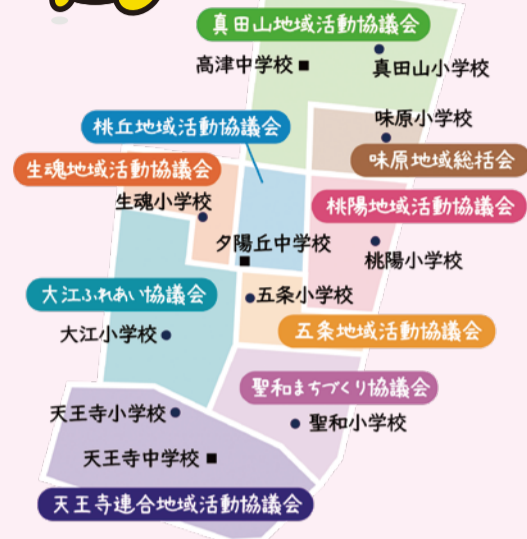 真田山地域活動協議会
高津中学校
真田山小学校
味原小学校
桃丘地域活動協議会
味原地域総括会
生魂地域活動協議会
生魂小学校
桃陽地域活動協議会
夕陽丘中学校
桃陽小学校
大江ふれあい協議会
五条小学校
大江小学校
五条地域活動協議会
聖和まちづくり協議会
天王寺小学校
聖和小学校
天王寺中学校
天王寺連合地域活動協議会